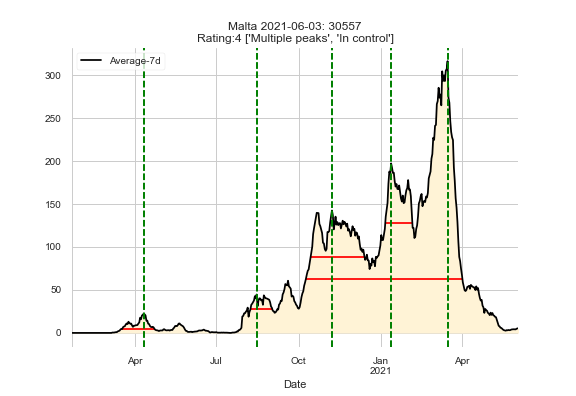 Malta 2021-06-03: 30557
Rating:4 ['Multiple peaks', 'In control']
Average-7d
300
250
200
150
100
50
0
Apr
Jul
Oct
Jan
2021
Apr
Date